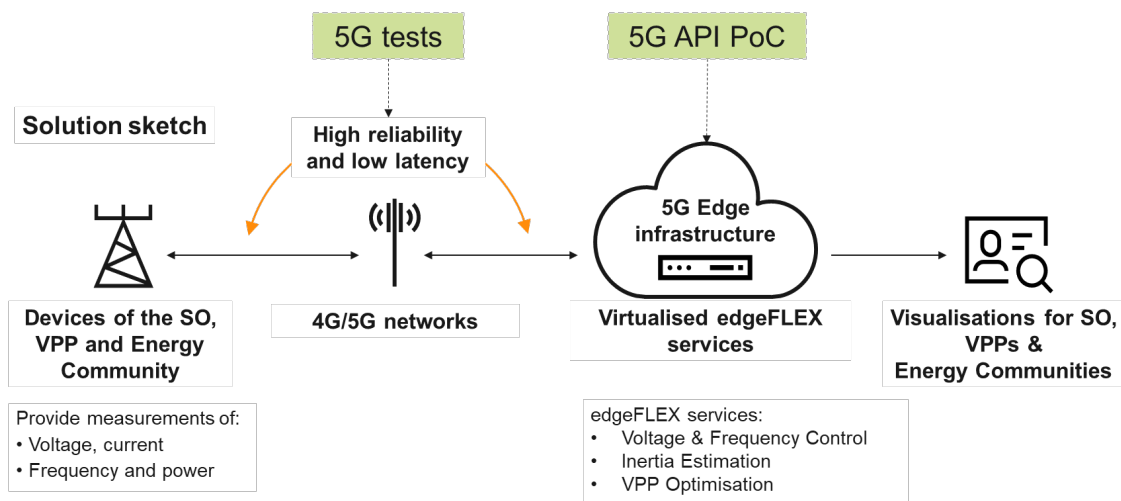 5G tests
5G API PoC
Solution sketch
High reliability
and low latency
5G Edge
infrastructure
Devices of the SO,
VPP and Energy
Community
4G/5G networks
Virtualised edgeFLEX
services
Visualisations for SO,
VPPs &
Energy Communities
Provide measurements of:
• Voltage, current
• Frequency and power
edgeFLEX services:
• Voltage & Frequency Control
• Inertia Estimation
• VPP Optimisation